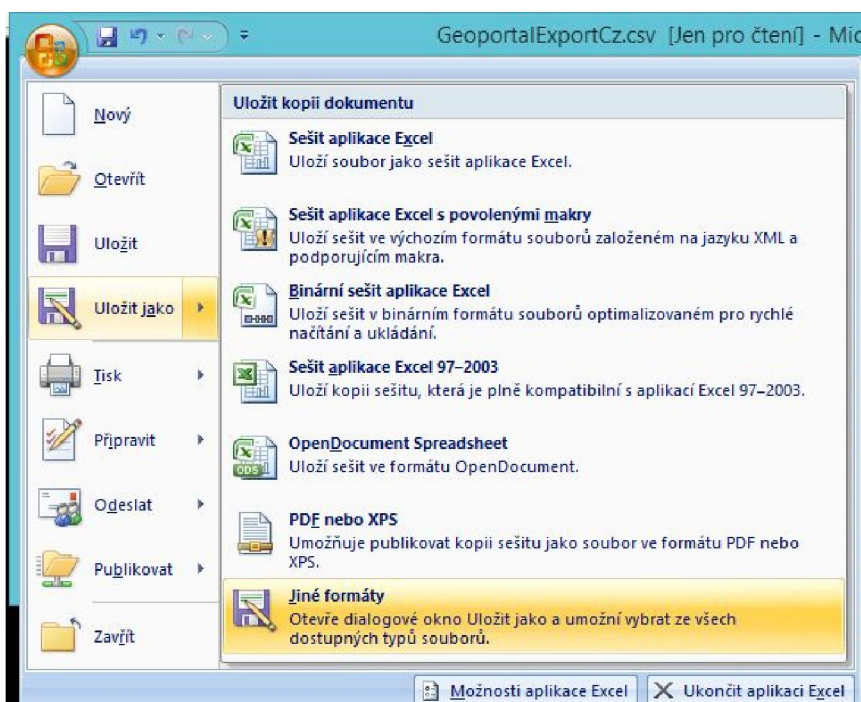 GeoportalExportCz.csv [Jen pro čtení] - Mic
Nový
Otevřít
Uložit
Uložit jako
Tisk
Připravit
Odeslat
Publikovat
Zavřít
Uložit kopii dokumentu
Sešit aplikace Excel
Uloží soubor jako sešit aplikace Excel.
Sešit aplikace Excel s povolenými makry
Uloží sešit ve výchozím formátu souborů založeném na jazyku XML a
podporujícím makra.
Binární sešit aplikace Excel
Uloží sešit v binárním formátu souborů optimalizovaném pro rychlé
načítání a ukládání.
Sešit aplikace Excel 97–2003
Uloží kopii sešitu, která je plně kompatibilní s aplikací Excel 97–2003.
OpenDocument Spreadsheet
Uloží sešit ve formátu OpenDocument.
ODS
PDF nebo XPS
Umožňuje publikovat kopii sešitu jako soubor ve formátu PDF nebo
XPS.
Jiné formáty
Otevře dialogové okno Uložit jako a umožní vybrat ze všech
dostupných typů souborů.
Možnosti aplikace Excel
Ukončit aplikaci Excel